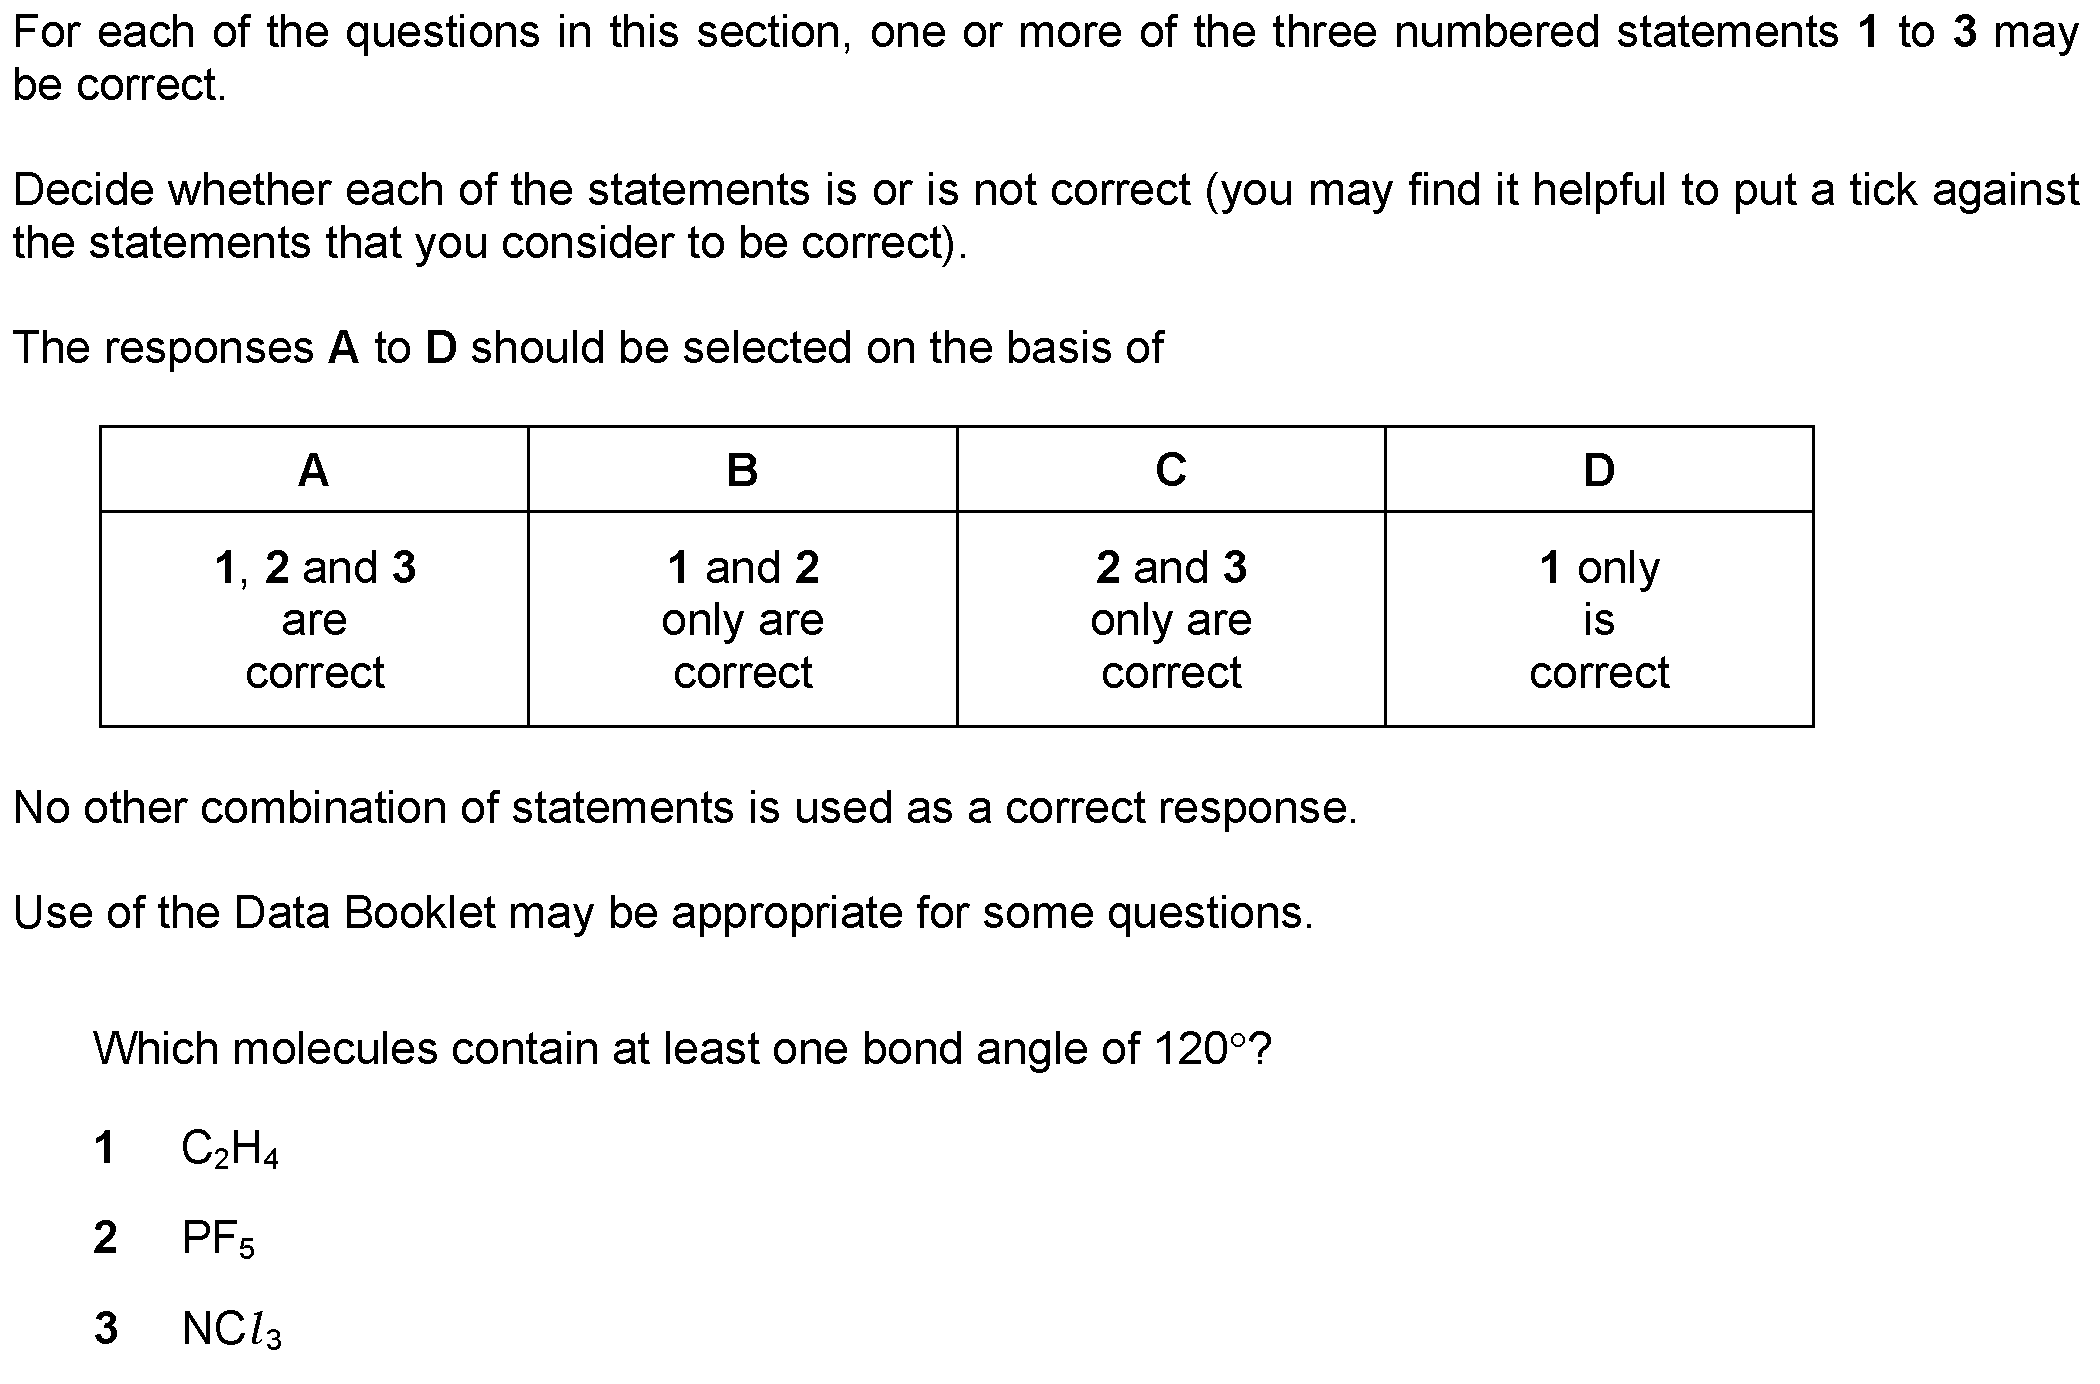 For each of the questions in this section, one or more of the three numbered statements 1 to 3 may
be correct.
Decide whether each of the statements is or is not correct (you may find it helpful to put a tick against
the statements that you consider to be correct).
The responses A to D should be selected on the basis of
A B C D
1, 2 and 3 1 and 2 2 and 3 1 only
are only are only are is
correct correct correct correct
No other combination of statements is used as a correct response.
Use of the Data Booklet may be appropriate for some questions.
Which molecules contain at least one bond angle of 120°?
1 C₂H₄
2 PF₅
3 NCl₃